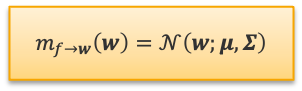 m_{f→w}(w) = 𝒩(w; μ, Σ)